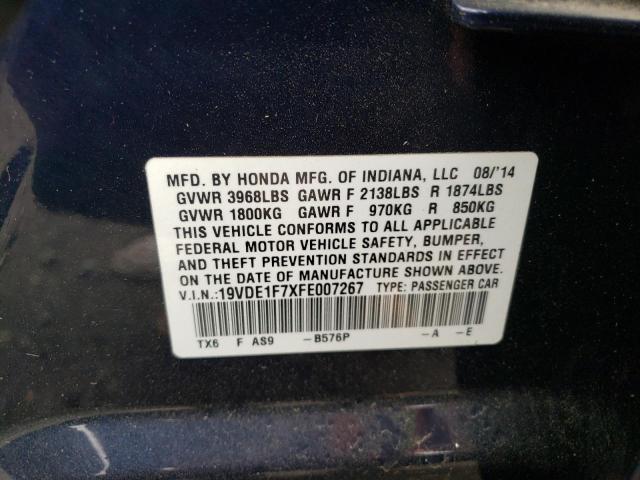 MFD. BY HONDA MFG. OF INDIANA, LLC 08/'14
GVWR 3968LBS GAWR F 2138LBS R 1874LBS
GVWR 1800KG GAWR F 970KG R 850KG
THIS VEHICLE CONFORMS TO ALL APPLICABLE
FEDERAL MOTOR VEHICLE SAFETY, BUMPER,
AND THEFT PREVENTION STANDARDS IN EFFECT
ON THE DATE OF MANUFACTURE SHOWN ABOVE.
V.I.N.:19VDE1F7XFE007267 TYPE: PASSENGER CAR
TX6 F AS9 -B576P -A -E